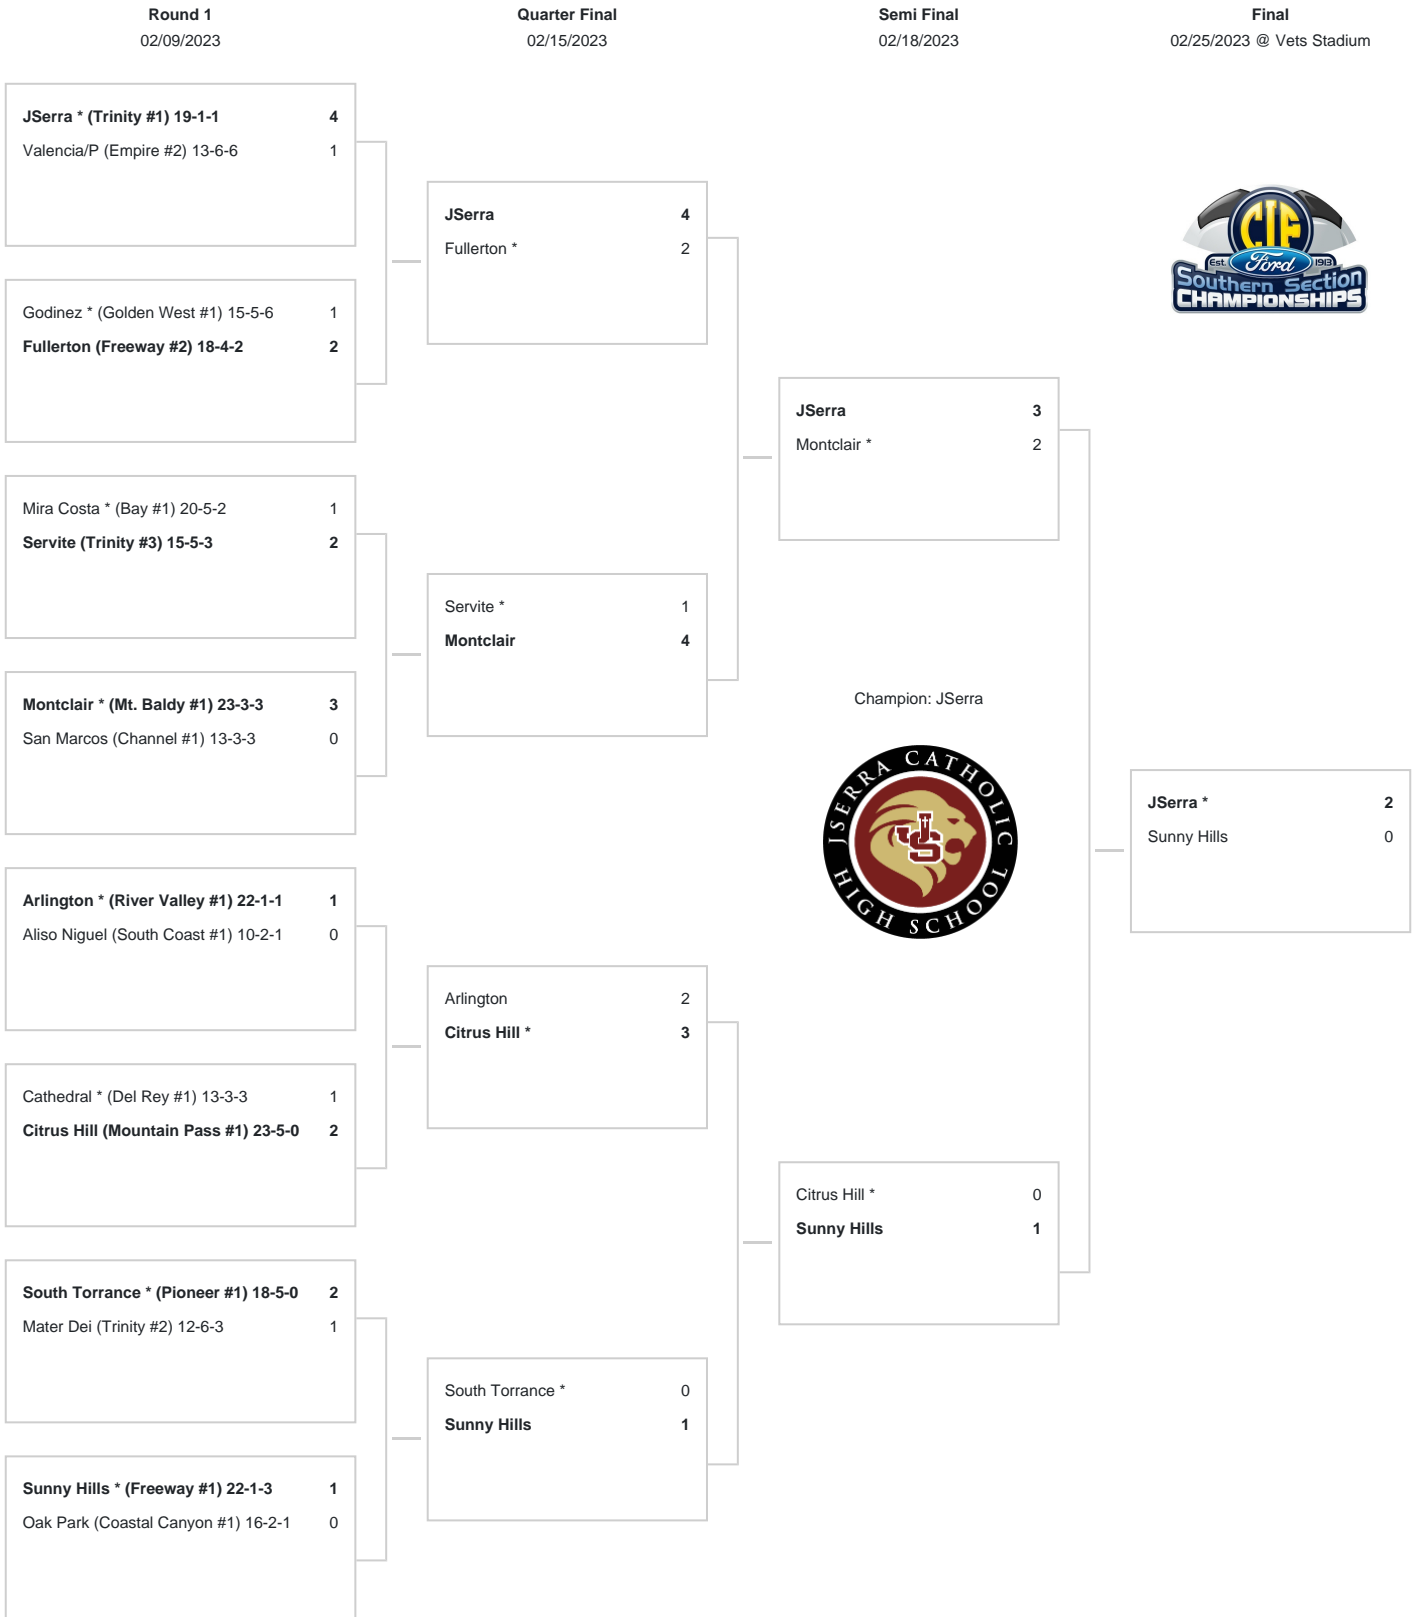 Round 1
02/09/2023
Quarter Final
02/15/2023
Semi Final
02/18/2023
Final
02/25/2023 @ Vets Stadium
JSerra * (Trinity #1) 19-1-1 4
Valencia/P (Empire #2) 13-6-6 1
Godinez * (Golden West #1) 15-5-6 1
Fullerton (Freeway #2) 18-4-2 2
Mira Costa * (Bay #1) 20-5-2 1
Servite (Trinity #3) 15-5-3 2
Montclair * (Mt. Baldy #1) 23-3-3 3
San Marcos (Channel #1) 13-3-3 0
Arlington * (River Valley #1) 22-1-1 1
Aliso Niguel (South Coast #1) 10-2-1 0
Cathedral * (Del Rey #1) 13-3-3 1
Citrus Hill (Mountain Pass #1) 23-5-0 2
South Torrance * (Pioneer #1) 18-5-0 2
Mater Dei (Trinity #2) 12-6-3 1
Sunny Hills * (Freeway #1) 22-1-3 1
Oak Park (Coastal Canyon #1) 16-2-1 0
JSerra 4
Fullerton * 2
Servite * 1
Montclair 4
Arlington 2
Citrus Hill * 3
South Torrance * 0
Sunny Hills 1
JSerra 3
Montclair * 2
Champion: JSerra
JSERRA CATHOLIC
JS
HIGH SCHOOL
Citrus Hill * 0
Sunny Hills 1
CIF
Est. Ford 1913
Southern Section
CHAMPIONSHIPS
JSerra * 2
Sunny Hills 0